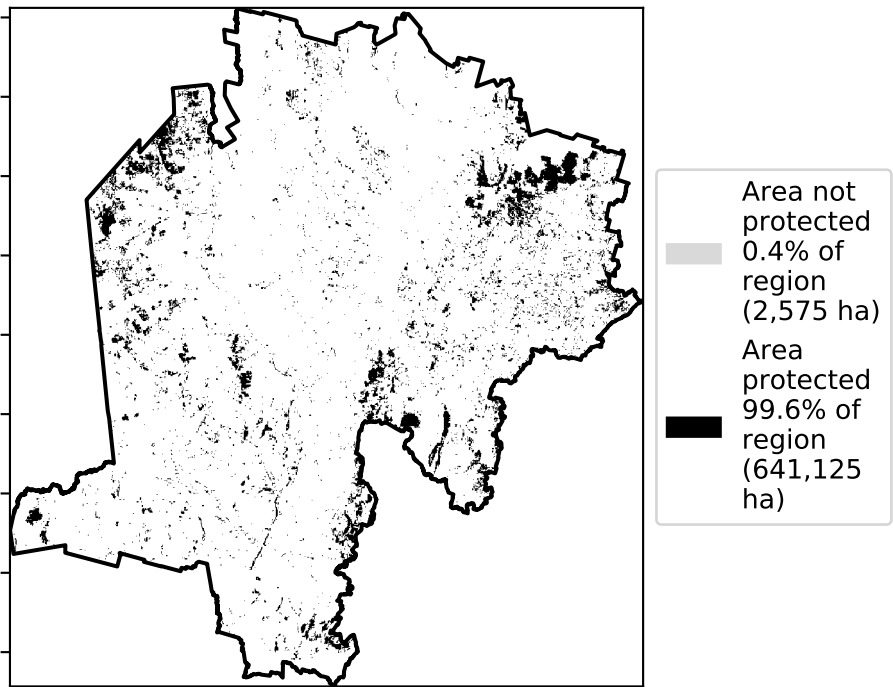 Area not
protected
0.4% of
region
(2,575 ha)
Area
protected
99.6% of
region
(641,125
ha)